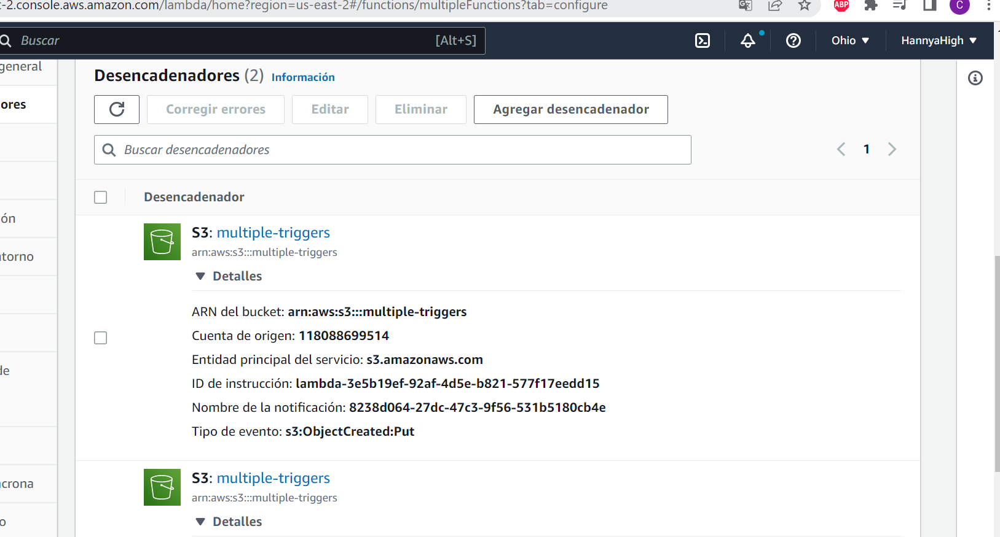 -2.console.aws.amazon.com/lambda/home?region=us-east-2#/functions/multipleFunctions?tab=configure
ABP
C
Buscar
[Alt+S]
Ohio
HannyaHigh
general
ores
ón
ntorno
de
ncrona
o
Desencadenadores (2) Información
Corregir errores
Editar
Eliminar
Agregar desencadenador
Buscar desencadenadores
1
Desencadenador
S3: multiple-triggers
arn:aws:s3:::multiple-triggers
Detalles
ARN del bucket: arn:aws:s3:::multiple-triggers
Cuenta de origen: 118088699514
Entidad principal del servicio: s3.amazonaws.com
ID de instrucción: lambda-3e5b19ef-92af-4d5e-b821-577f17eedd15
Nombre de la notificación: 8238d064-27dc-47c3-9f56-531b5180cb4e
Tipo de evento: s3:ObjectCreated:Put
S3: multiple-triggers
arn:aws:s3:::multiple-triggers
Detalles